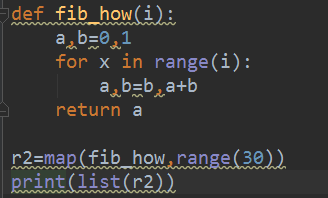 def fib_how(i):
    a,b=0,1
    for x in range(i):
        a,b=b,a+b
    return a

r2=map(fib_how,range(30))
print(list(r2))